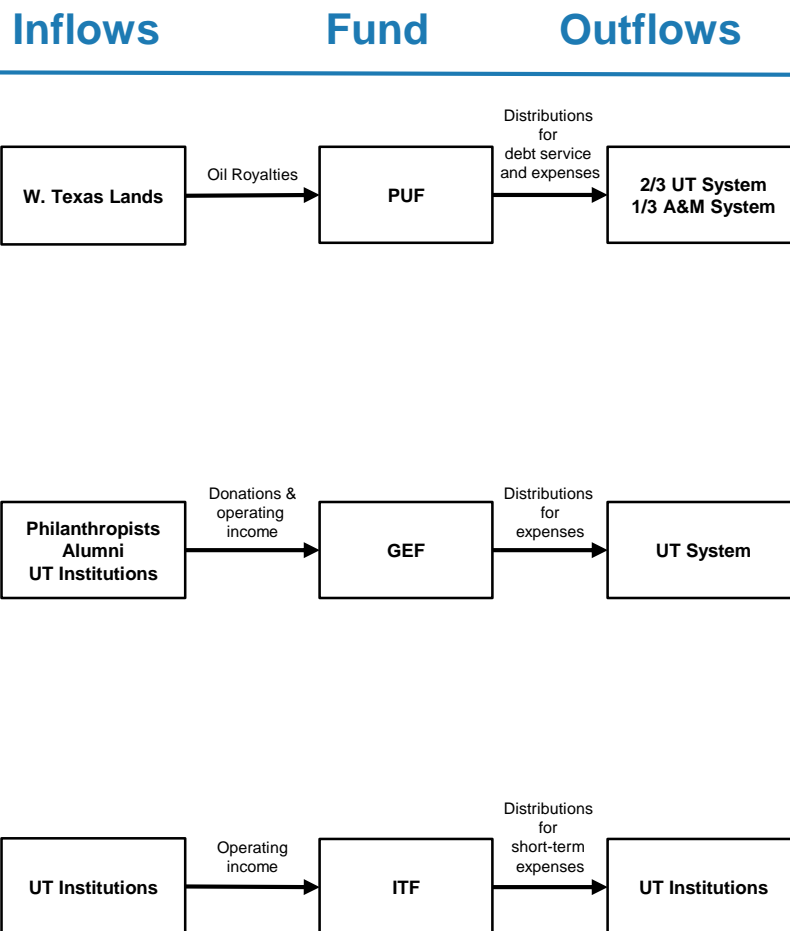 Inflows Fund Outflows
Distributions
for
debt service
and expenses
Oil Royalties
W. Texas Lands
PUF
2/3 UT System
1/3 A&M System
Donations &
operating
income
Distributions
for
expenses
Philanthropists
Alumni
UT Institutions
GEF
UT System
Distributions
for
short-term
expenses
Operating
income
UT Institutions
ITF
UT Institutions